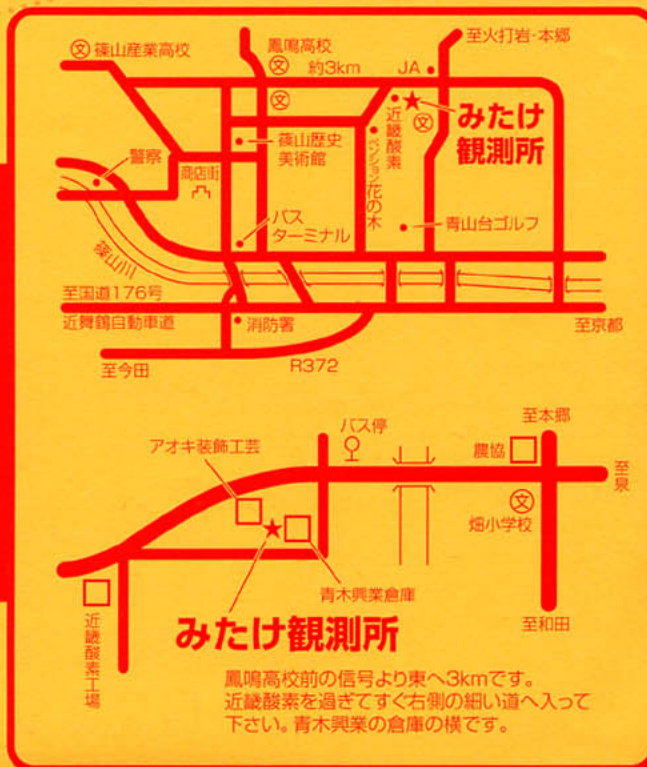 文 篠山産業高校
鳳鳴高校
文 約3km
JA
至火打岩・本郷
文
近畿酸素
文
みたけ
観測所
篠山歴史
美術館
警察
商店街
ペンション花の木
バス
ターミナル
青山台ゴルフ
篠山川
至国道176号
近舞鶴自動車道
消防署
至京都
至今田
R372
バス停
至本郷
アオキ装飾工芸
農協
至泉
文
畑小学校
青木興業倉庫
近畿酸素工場
みたけ観測所
至和田
鳳鳴高校前の信号より東へ3kmです。
近畿酸素を過ぎてすぐ右側の細い道へ入って
下さい。青木興業の倉庫の横です。